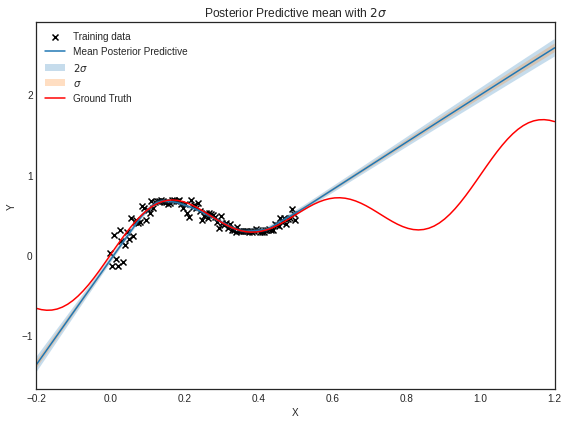 Posterior Predictive mean with 2σ
Training data
Mean Posterior Predictive
2σ
σ
Ground Truth
Y
2
1
0
−1
−0.2 0.0 0.2 0.4 0.6 0.8 1.0 1.2
X